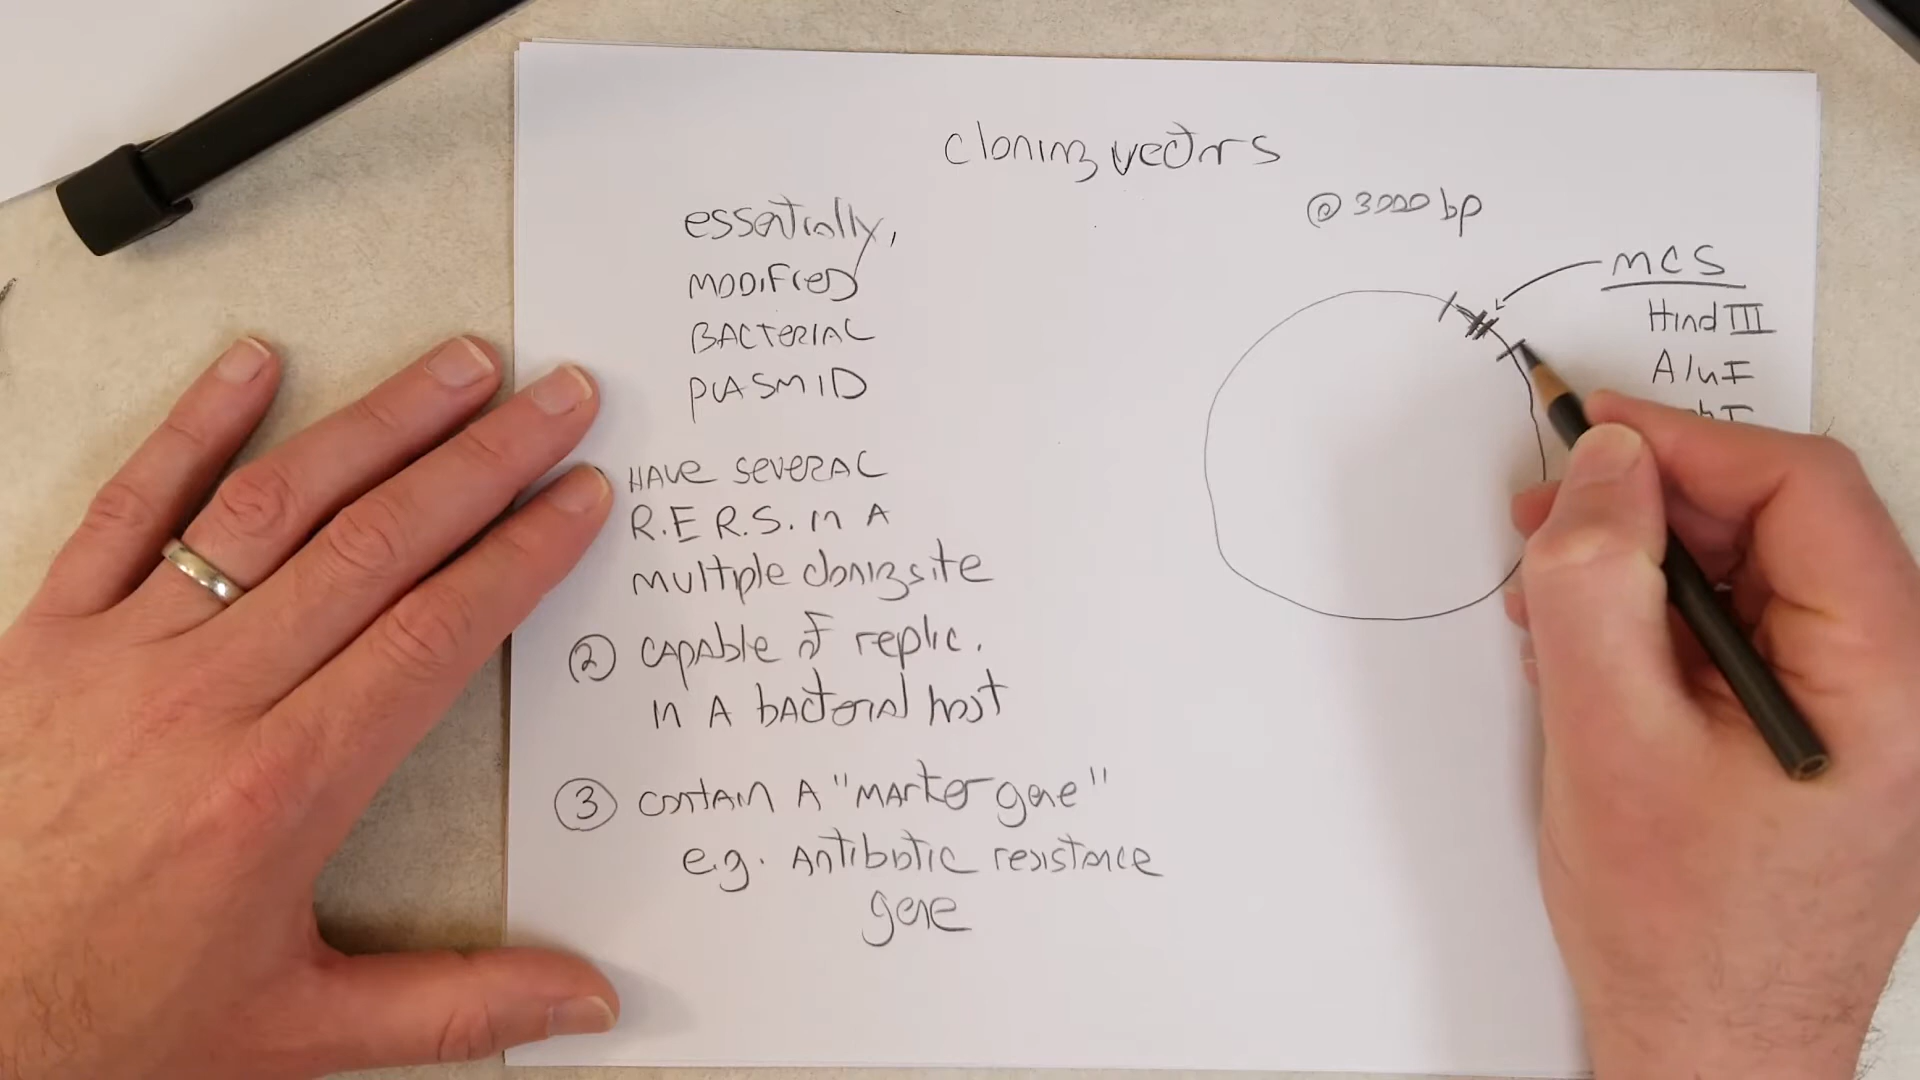 cloning vectors
essentially,
MODIFIED
BACTERIAL
PLASMID
HAVE SEVERAL
R.E R.S. IN A
multiple cloning site
② capable of replic.
in A bacterial host
③ contain A "marker gene"
e.g. Antibiotic resistance
gene
@ 3000 bp
MCS
Hind III
AluI